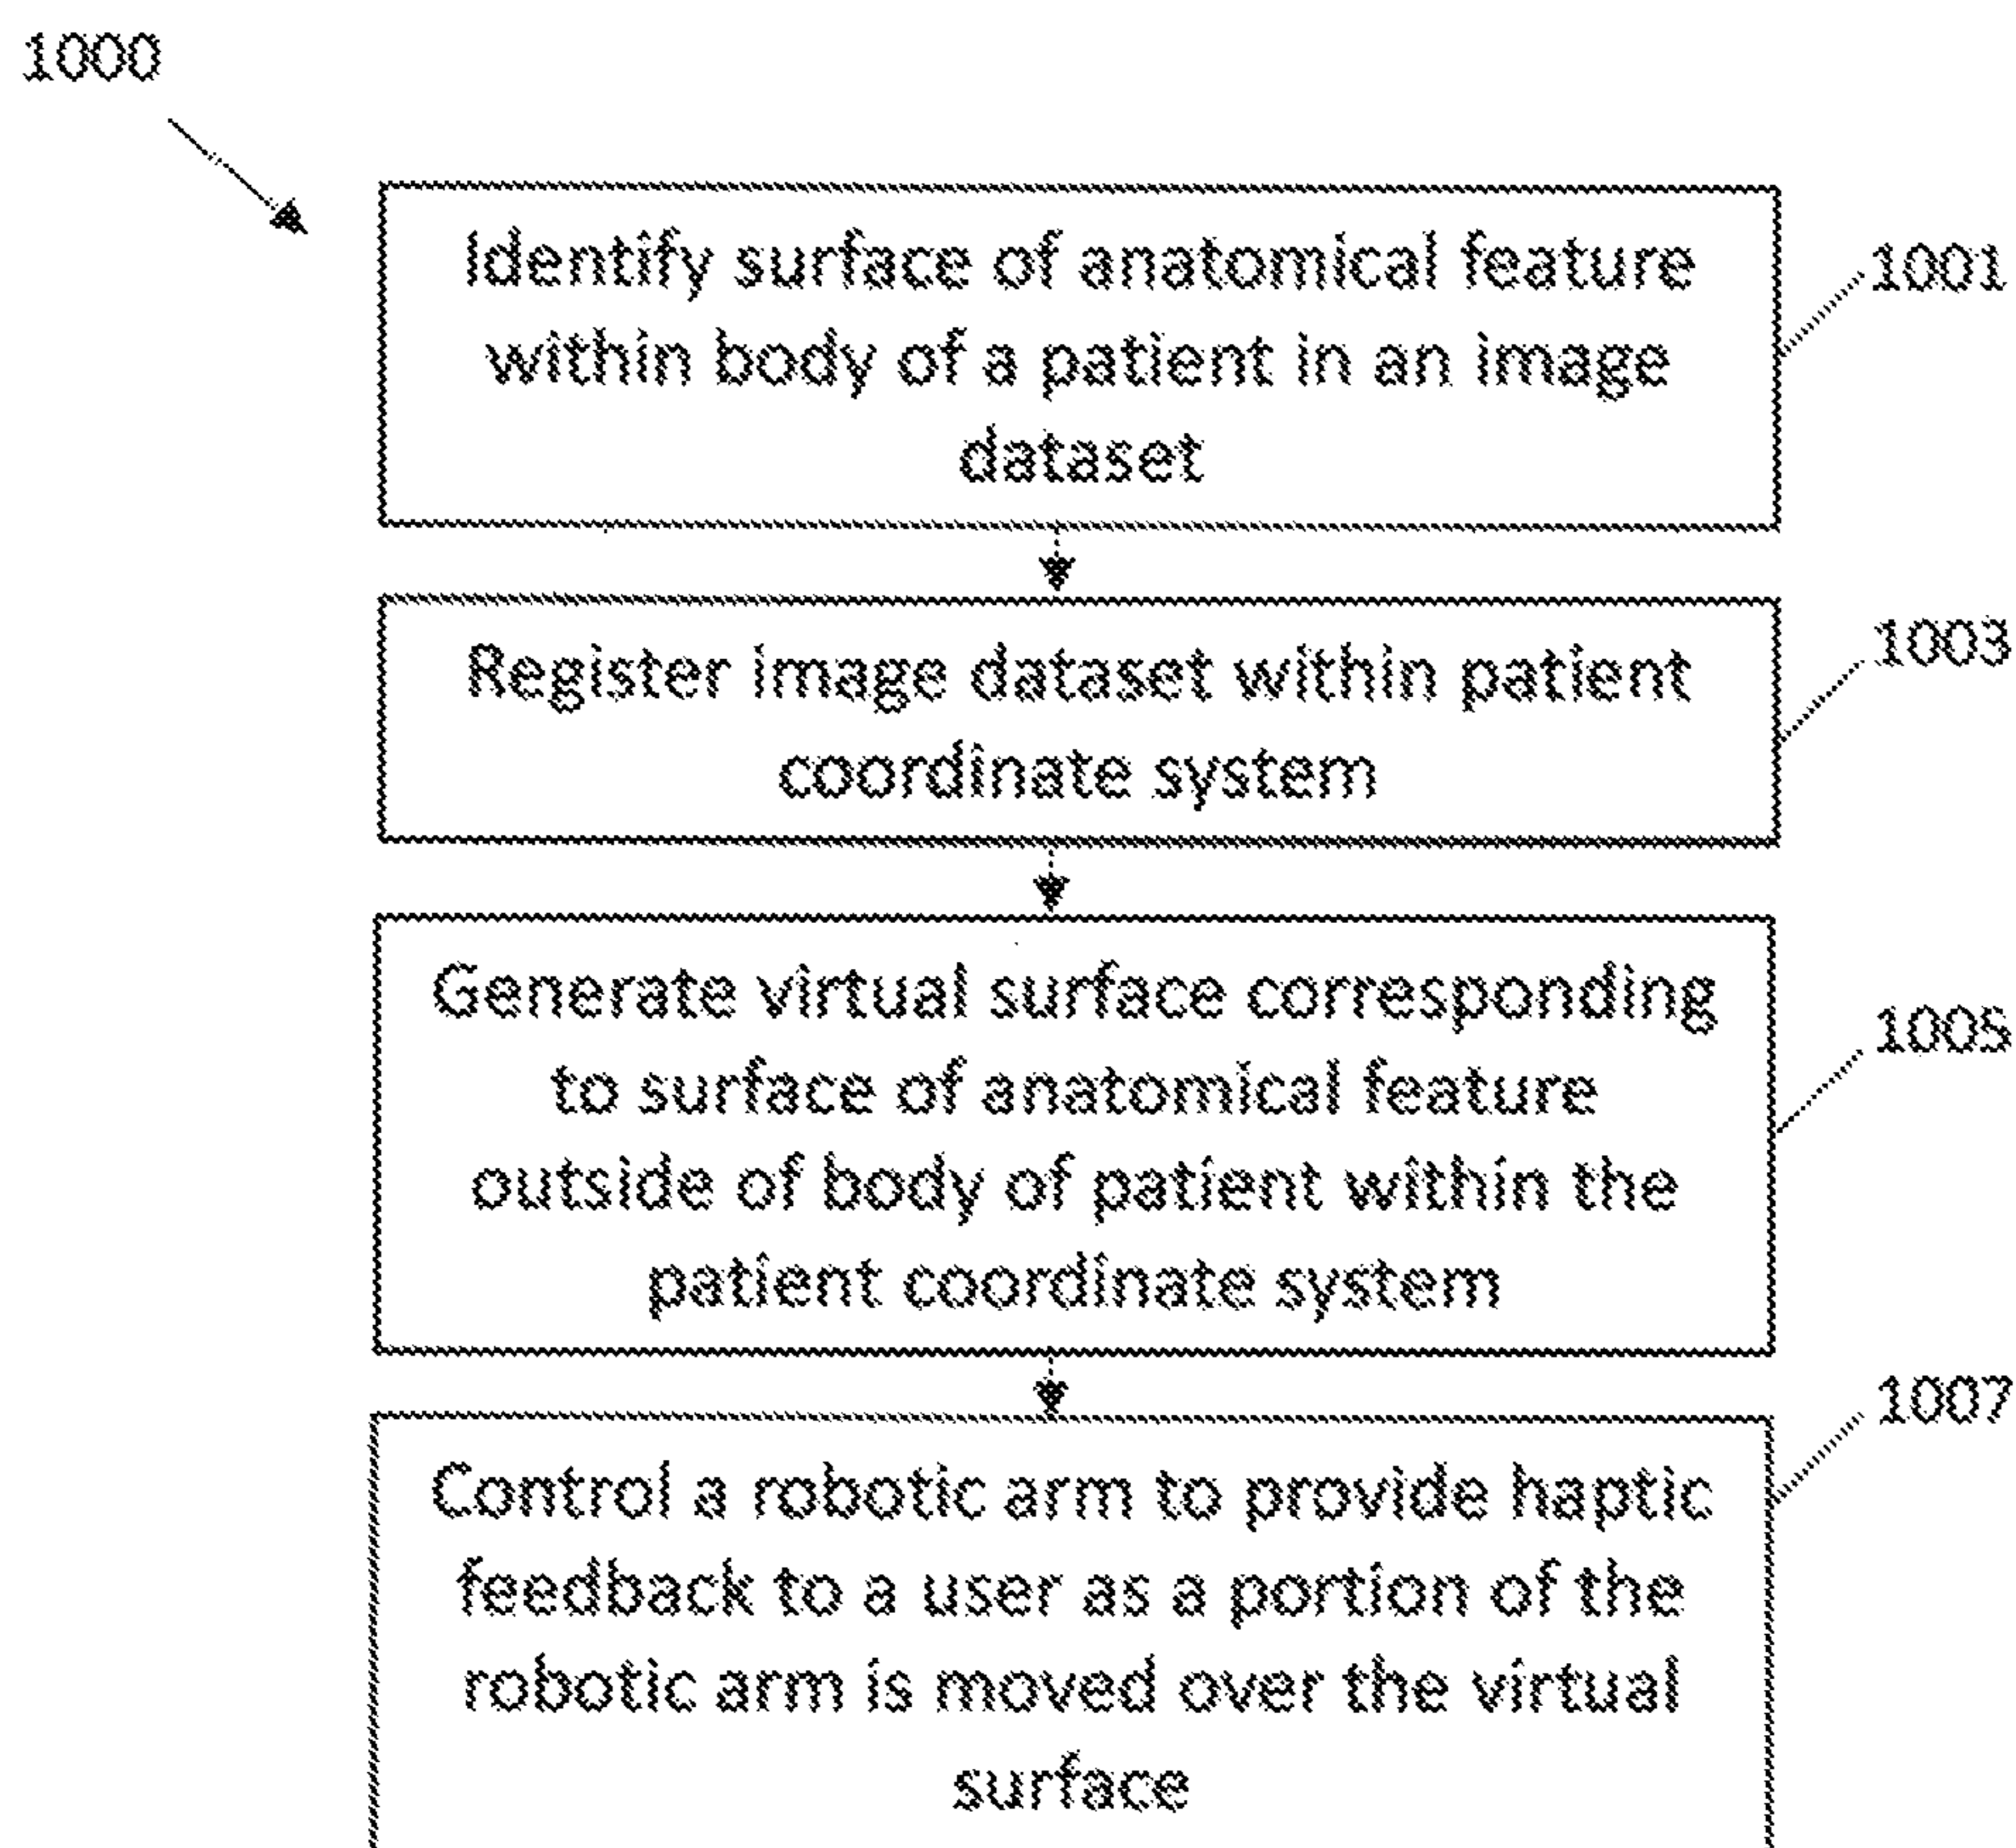 1000
Identify surface of anatomical feature
within body of a patient in an image
dataset
1001
Register image dataset within patient
coordinate system
1003
Generate virtual surface corresponding
to surface of anatomical feature
outside of body of patient within the
patient coordinate system
1005
Control a robotic arm to provide haptic
feedback to a user as a portion of the
robotic arm is moved over the virtual
surface
1007